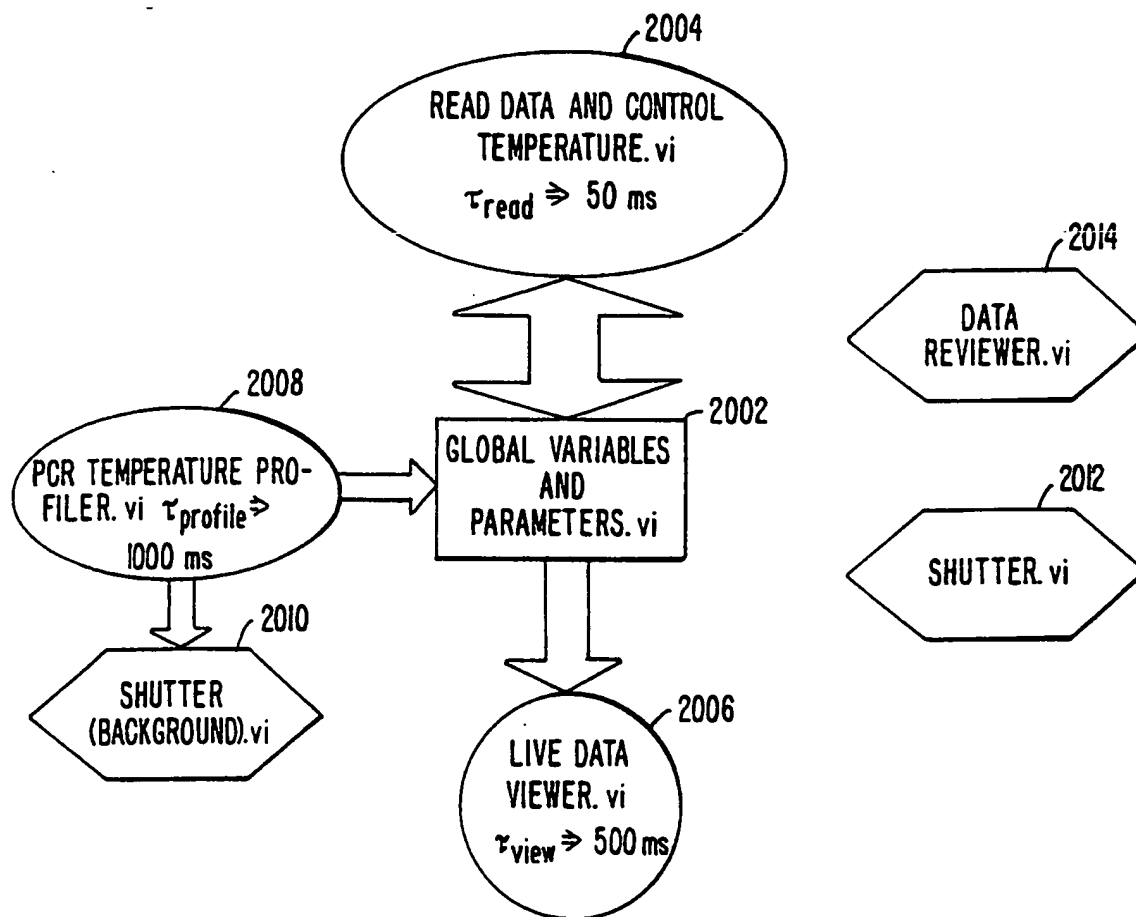 2004
READ DATA AND CONTROL
TEMPERATURE. vi
τread ⩾ 50 ms
2014
DATA
REVIEWER. vi
2008
PCR TEMPERATURE PRO-
FILER. vi τprofile ⩾
1000 ms
2002
GLOBAL VARIABLES
AND
PARAMETERS. vi
2012
SHUTTER. vi
2010
SHUTTER
(BACKGROUND). vi
2006
LIVE DATA
VIEWER. vi
τview ⩾ 500 ms